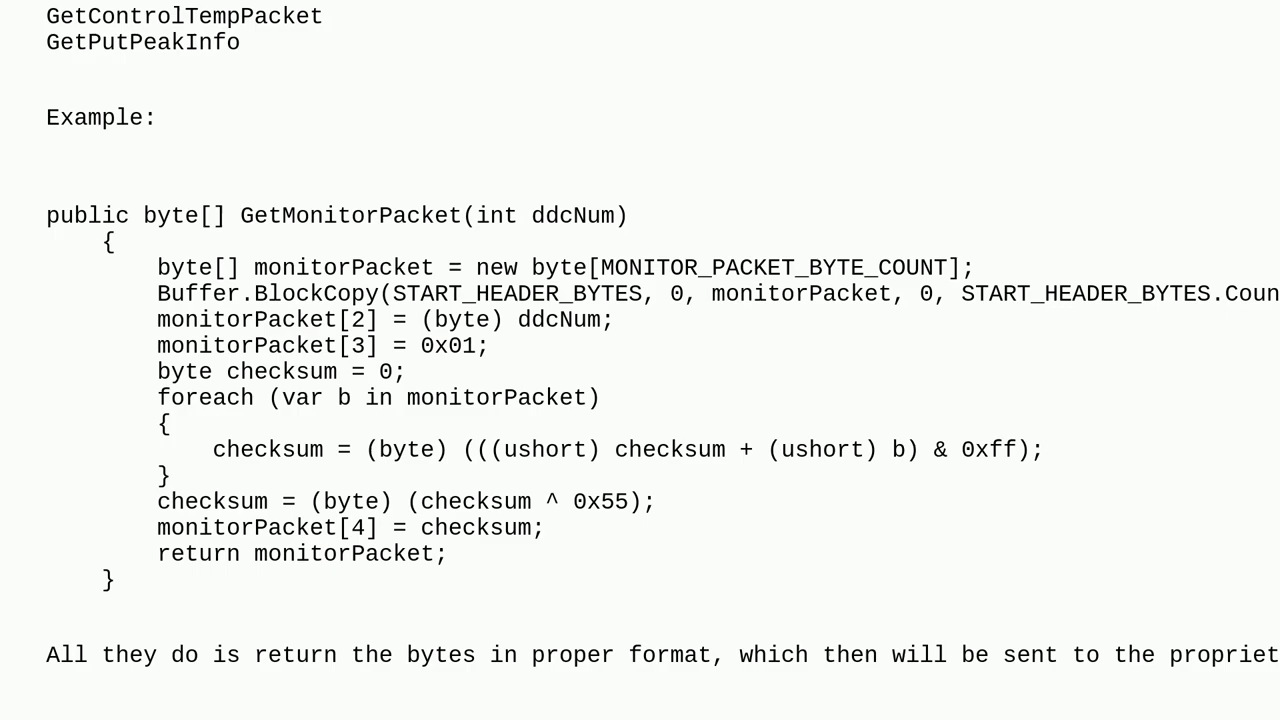 GetControlTempPacket
GetPutPeakInfo
Example:
public byte[] GetMonitorPacket(int ddcNum)
{
byte[] monitorPacket = new byte[MONITOR_PACKET_BYTE_COUNT];
Buffer.BlockCopy(START_HEADER_BYTES, 0, monitorPacket, 0, START_HEADER_BYTES.Coun
monitorPacket[2] = (byte) ddcNum;
monitorPacket[3] = 0x01;
byte checksum = 0;
foreach (var b in monitorPacket)
{
checksum = (byte) (((ushort) checksum + (ushort) b) & 0xff);
}
checksum = (byte) (checksum ^ 0x55);
monitorPacket[4] = checksum;
return monitorPacket;
}
All they do is return the bytes in proper format, which then will be sent to the propriet